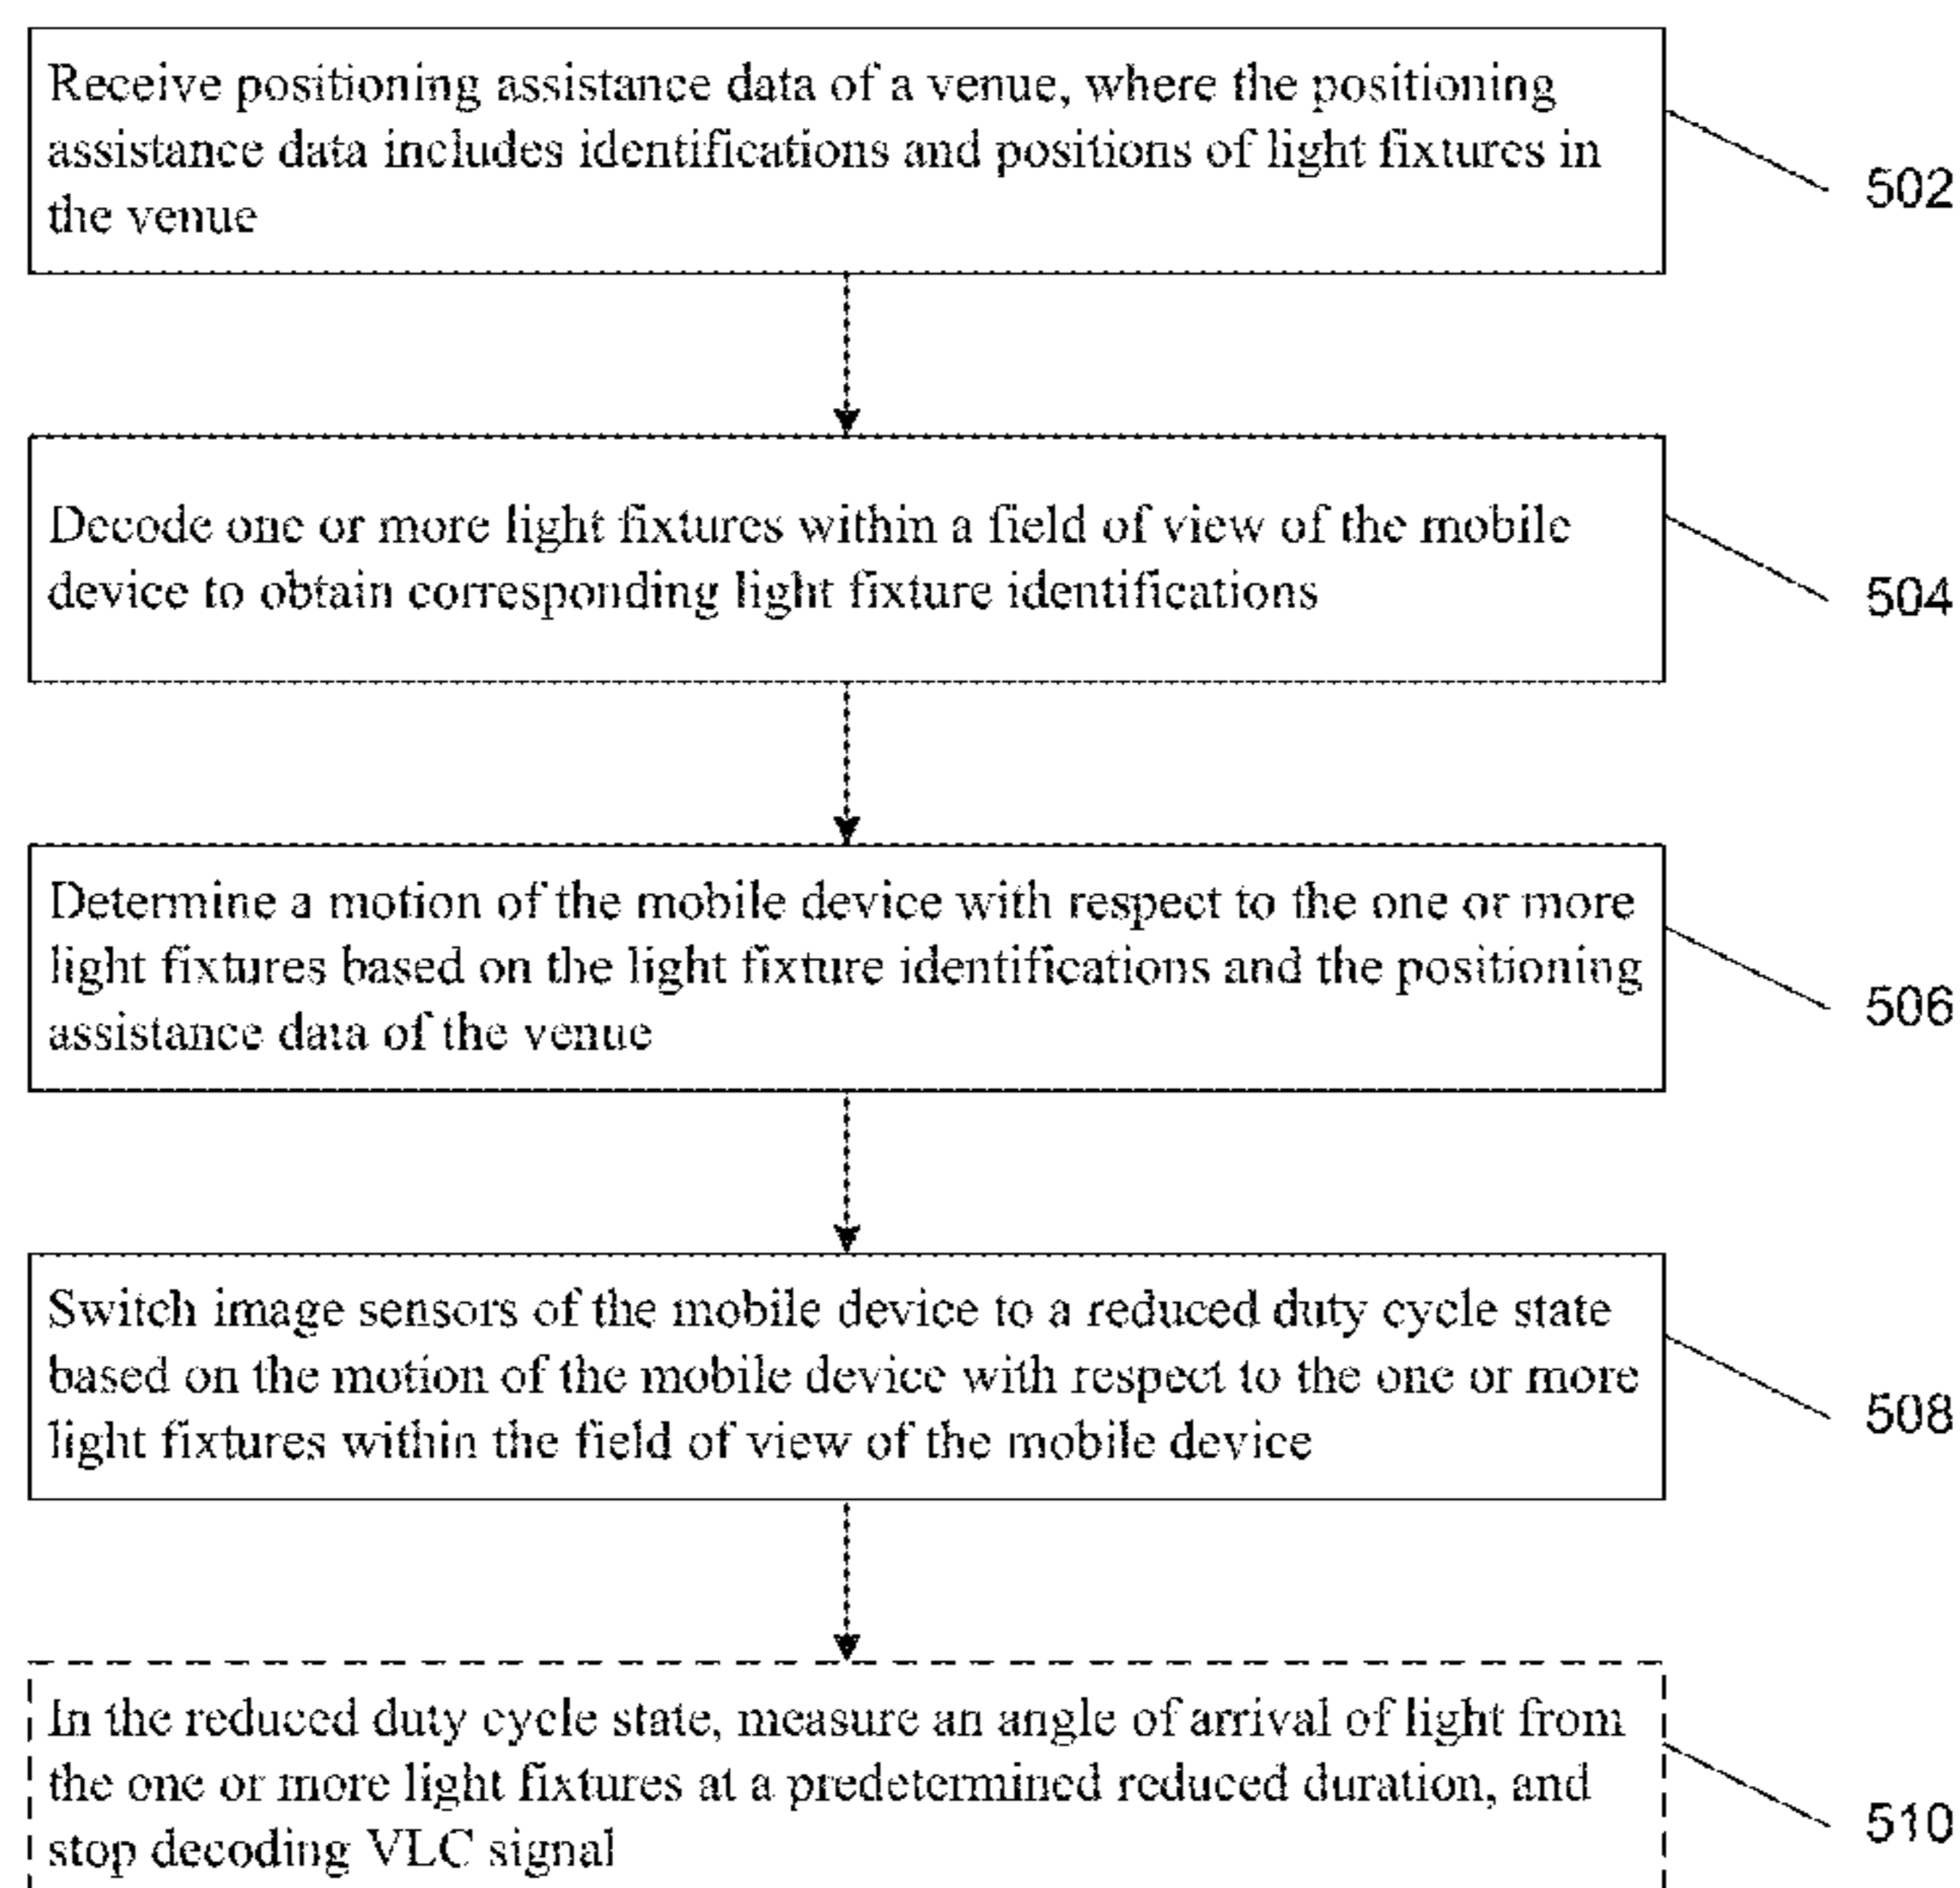 Receive positioning assistance data of a venue, where the positioning
assistance data includes identifications and positions of light fixtures in
the venue
502
Decode one or more light fixtures within a field of view of the mobile
device to obtain corresponding light fixture identifications
504
Determine a motion of the mobile device with respect to the one or more
light fixtures based on the light fixture identifications and the positioning
assistance data of the venue
506
Switch image sensors of the mobile device to a reduced duty cycle state
based on the motion of the mobile device with respect to the one or more
light fixtures within the field of view of the mobile device
508
In the reduced duty cycle state, measure an angle of arrival of light from
the one or more light fixtures at a predetermined reduced duration, and
stop decoding VLC signal
510